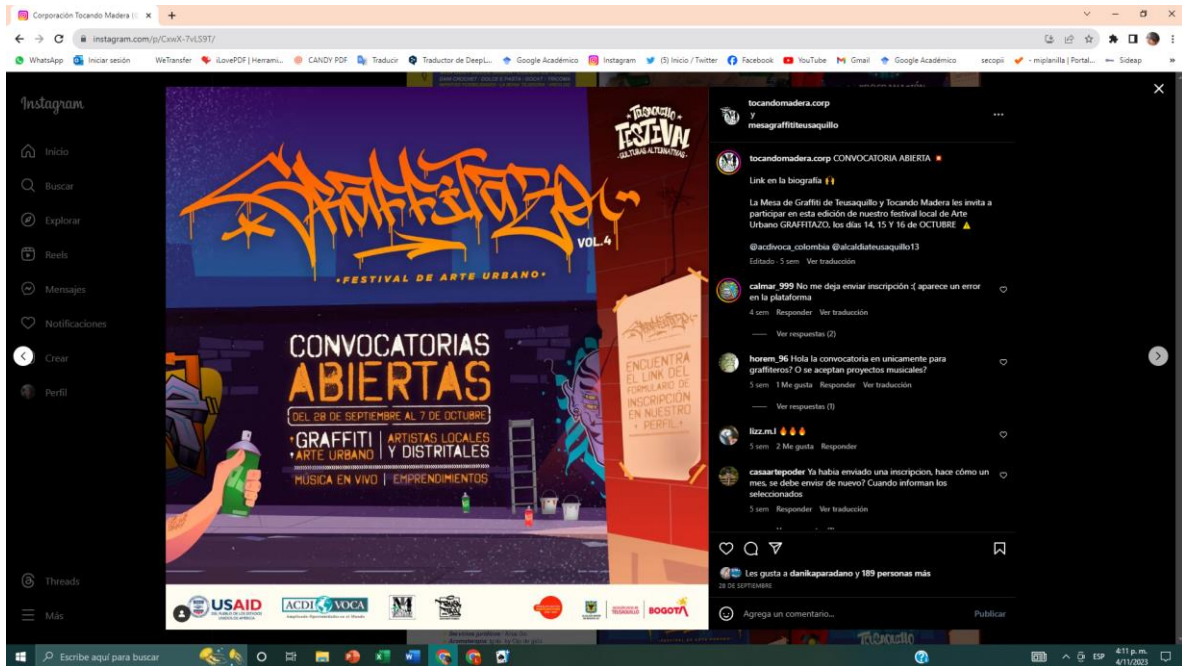 Corporación Tocando Madera (
instagram.com/p/CxwX-7vLS9T/
WhatsApp
Iniciar sesión
WeTransfer
iLovePDF | Herrami...
CANDY PDF
Traducir
Traductor de DeepL...
Google Académico
Instagram
(5) Inicio / Twitter
Facebook
YouTube
Gmail
Google Académico
secopii
- miplanilla | Portal...
Sideap
Instagram
Inicio
Buscar
Explorar
Reels
Mensajes
Notificaciones
Crear
Perfil
Threads
Más
Teusaquillo
FESTIVAL
CULTURAS ALTERNATIVAS
GRAFFITAZO
VOL.4
•FESTIVAL DE ARTE URBANO•
CONVOCATORIAS
ABIERTAS
DEL 28 DE SEPTIEMBRE AL 7 DE OCTUBRE
GRAFFITI
ARTE URBANO
ARTISTAS LOCALES
Y DISTRITALES
MÚSICA EN VIVO | EMPRENDIMIENTOS
GRAFFITAZO
ENCUENTRA
EL LINK DEL
FORMULARIO DE
INSCRIPCIÓN
EN NUESTRO
• PERFIL •
USAID
DEL PUEBLO DE LOS ESTADOS
UNIDOS DE AMÉRICA
ACDI VOCA
BOGOTÁ
tocandomadera.corp
y
mesagraffititeusaquillo
tocandomadera.corp CONVOCATORIA ABIERTA
Link en la biografía
La Mesa de Graffiti de Teusaquillo y Tocando Madera les invita a
participar en esta edición de nuestro festival local de Arte
Urbano GRAFFITAZO, los días 14, 15 Y 16 de OCTUBRE
@acdivoca_colombia @alcaldiateusaquillo13
Editado · 5 sem Ver traducción
calmar_999 No me deja enviar inscripción :( aparece un error
en la plataforma
4 sem Responder Ver traducción
Ver respuestas (2)
horem_96 Hola la convocatoria en unicamente para
graffiteros? O se aceptan proyectos musicales?
5 sem 1 Me gusta Responder Ver traducción
Ver respuestas (1)
lizz.m.l
5 sem 2 Me gusta Responder
casaartepoder Ya habia enviado una inscripcion, hace cómo un
mes, se debe envisr de nuevo? Cuando informan los
seleccionados
5 sem Responder Ver traducción
Les gusta a danikaparadano y 189 personas más
28 DE SEPTIEMBRE
Agrega un comentario...
Publicar
Escribe aquí para buscar
ESP
4:11 p. m.
4/11/2023